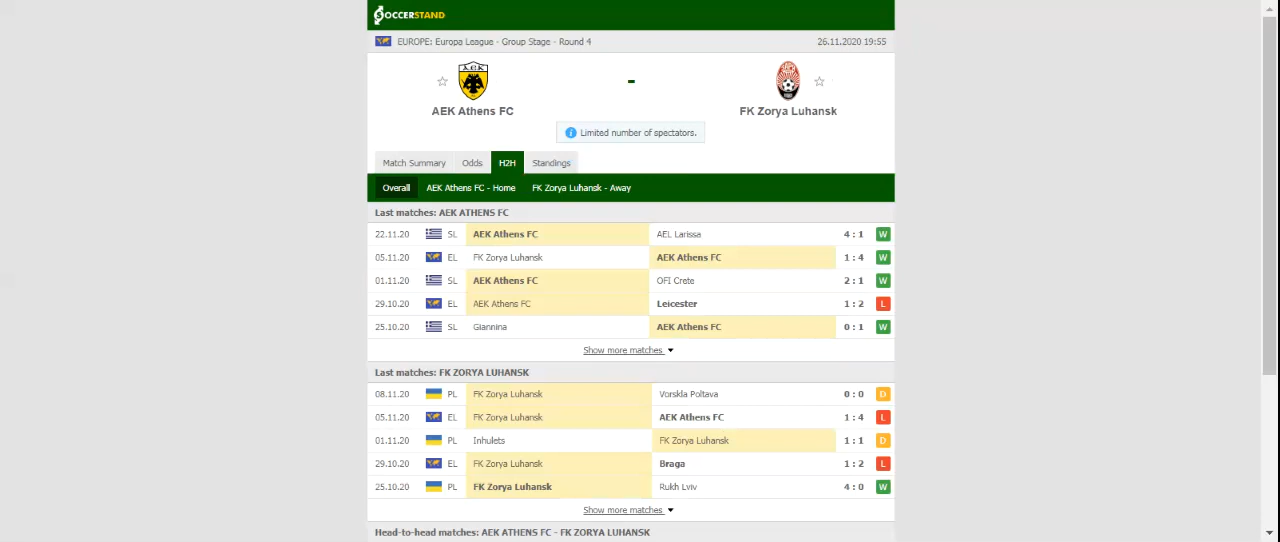 SOCCERSTAND
EUROPE: Europa League - Group Stage - Round 4 26.11.2020 19:55
A.E.K
-
AEK Athens FC FK Zorya Luhansk
i Limited number of spectators.
Match Summary Odds H2H Standings
Overall AEK Athens FC - Home FK Zorya Luhansk - Away
Last matches: AEK ATHENS FC
22.11.20 SL AEK Athens FC AEL Larissa 4 : 1 W
05.11.20 EL FK Zorya Luhansk AEK Athens FC 1 : 4 W
01.11.20 SL AEK Athens FC OFI Crete 2 : 1 W
29.10.20 EL AEK Athens FC Leicester 1 : 2 L
25.10.20 SL Giannina AEK Athens FC 0 : 1 W
Show more matches
Last matches: FK ZORYA LUHANSK
08.11.20 PL FK Zorya Luhansk Vorskla Poltava 0 : 0 D
05.11.20 EL FK Zorya Luhansk AEK Athens FC 1 : 4 L
01.11.20 PL Inhulets FK Zorya Luhansk 1 : 1 D
29.10.20 EL FK Zorya Luhansk Braga 1 : 2 L
25.10.20 PL FK Zorya Luhansk Rukh Lviv 4 : 0 W
Show more matches
Head-to-head matches: AEK ATHENS FC - FK ZORYA LUHANSK